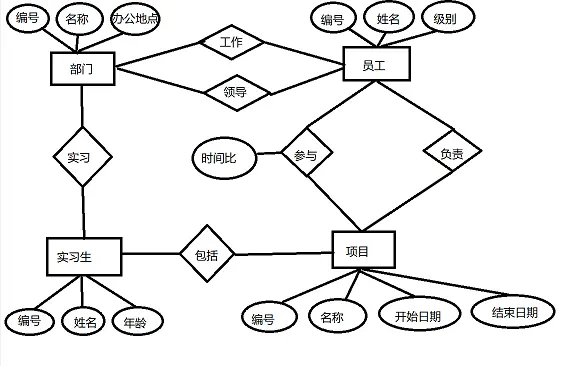 编号
名称
办公地点
编号
姓名
级别
部门
工作
领导
员工
实习
时间比
参与
负责
实习生
包括
项目
编号
姓名
年龄
编号
名称
开始日期
结束日期